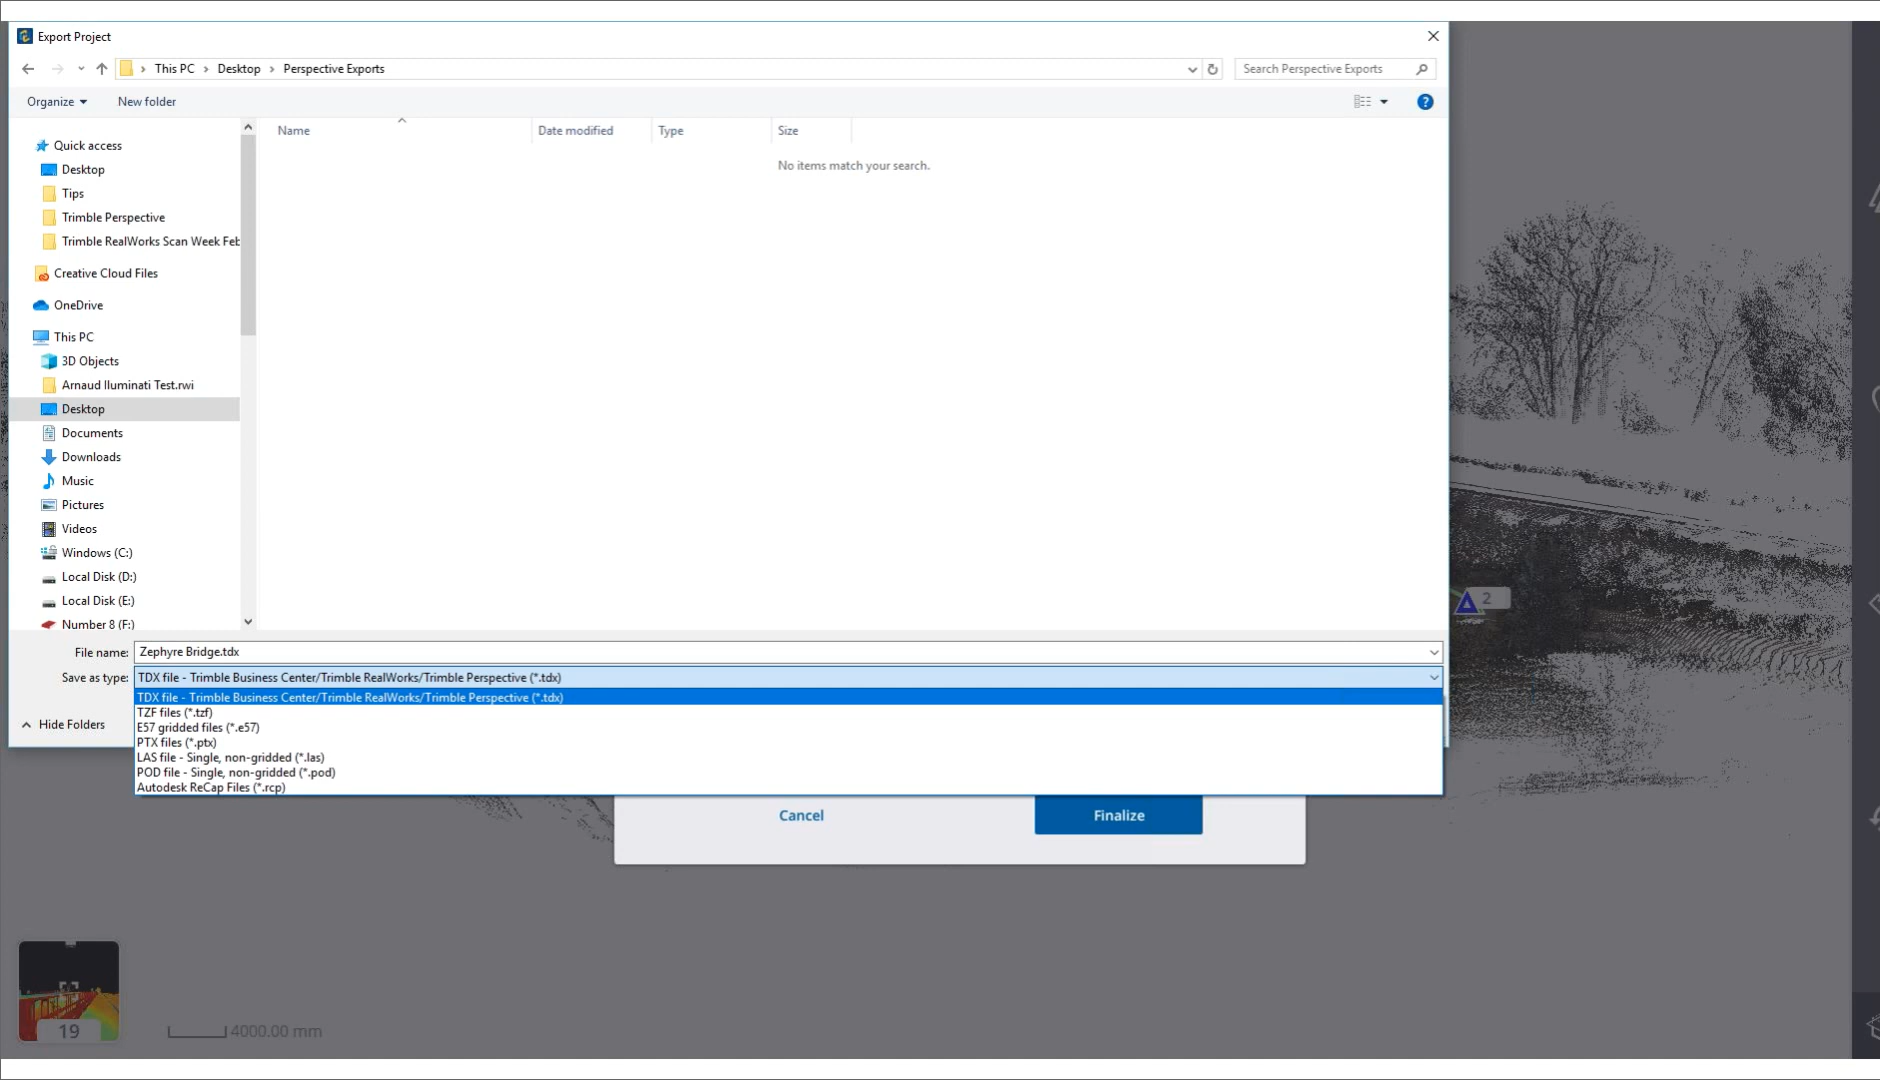 Export Project
This PC > Desktop > Perspective Exports
Search Perspective Exports
Organize
New folder
Name
Date modified
Type
Size
No items match your search.
Quick access
Desktop
Tips
Trimble Perspective
Trimble RealWorks Scan Week Feb
Creative Cloud Files
OneDrive
This PC
3D Objects
Arnaud Iluminati Test.rwi
Desktop
Documents
Downloads
Music
Pictures
Videos
Windows (C:)
Local Disk (D:)
Local Disk (E:)
Number 8 (F:)
2
File name: Zephyre Bridge.tdx
Save as type: TDX file - Trimble Business Center/Trimble RealWorks/Trimble Perspective (*.tdx)
TDX file - Trimble Business Center/Trimble RealWorks/Trimble Perspective (*.tdx)
TZF files (*.tzf)
E57 gridded files (*.e57)
PTX files (*.ptx)
LAS file - Single, non-gridded (*.las)
POD file - Single, non-gridded (*.pod)
Autodesk ReCap Files (*.rcp)
Hide Folders
Cancel
Finalize
19
4000.00 mm